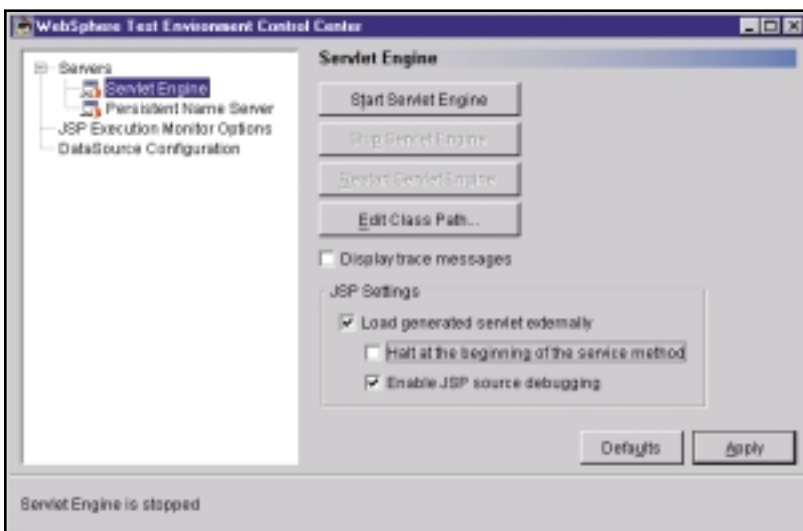 WebSphere Test Environment Control Center
Servers
Servlet Engine
Persistent Name Server
JSP Execution Monitor Options
DataSource Configuration
Servlet Engine
Start Servlet Engine
Stop Servlet Engine
Restart Servlet Engine
Edit Class Path...
Display trace messages
JSP Settings
Load generated servlet externally
Halt at the beginning of the service method
Enable JSP source debugging
Defaults
Apply
Servlet Engine is stopped